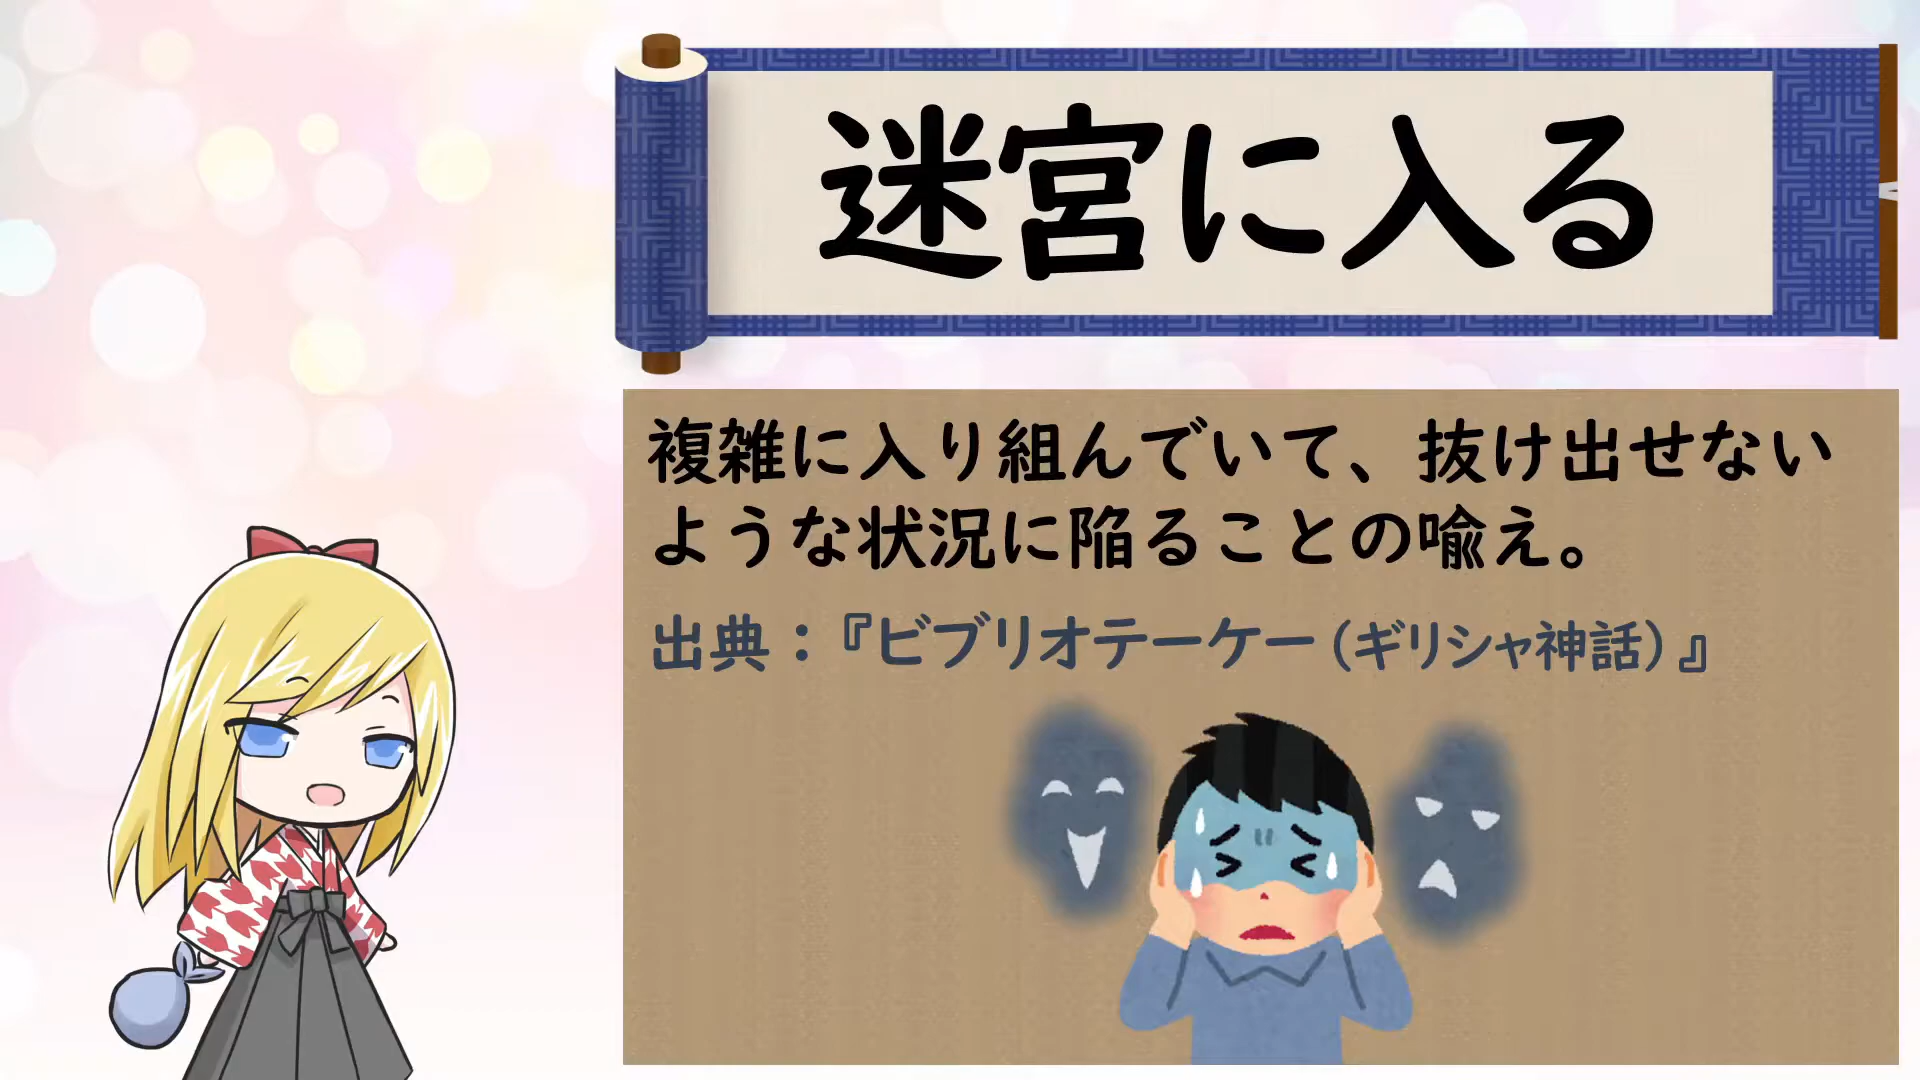 迷宮に入る
複雑に入り組んでいて、抜け出せない
ような状況に陥ることの喩え。
出典：『ビブリオテーケー（ギリシャ神話）』